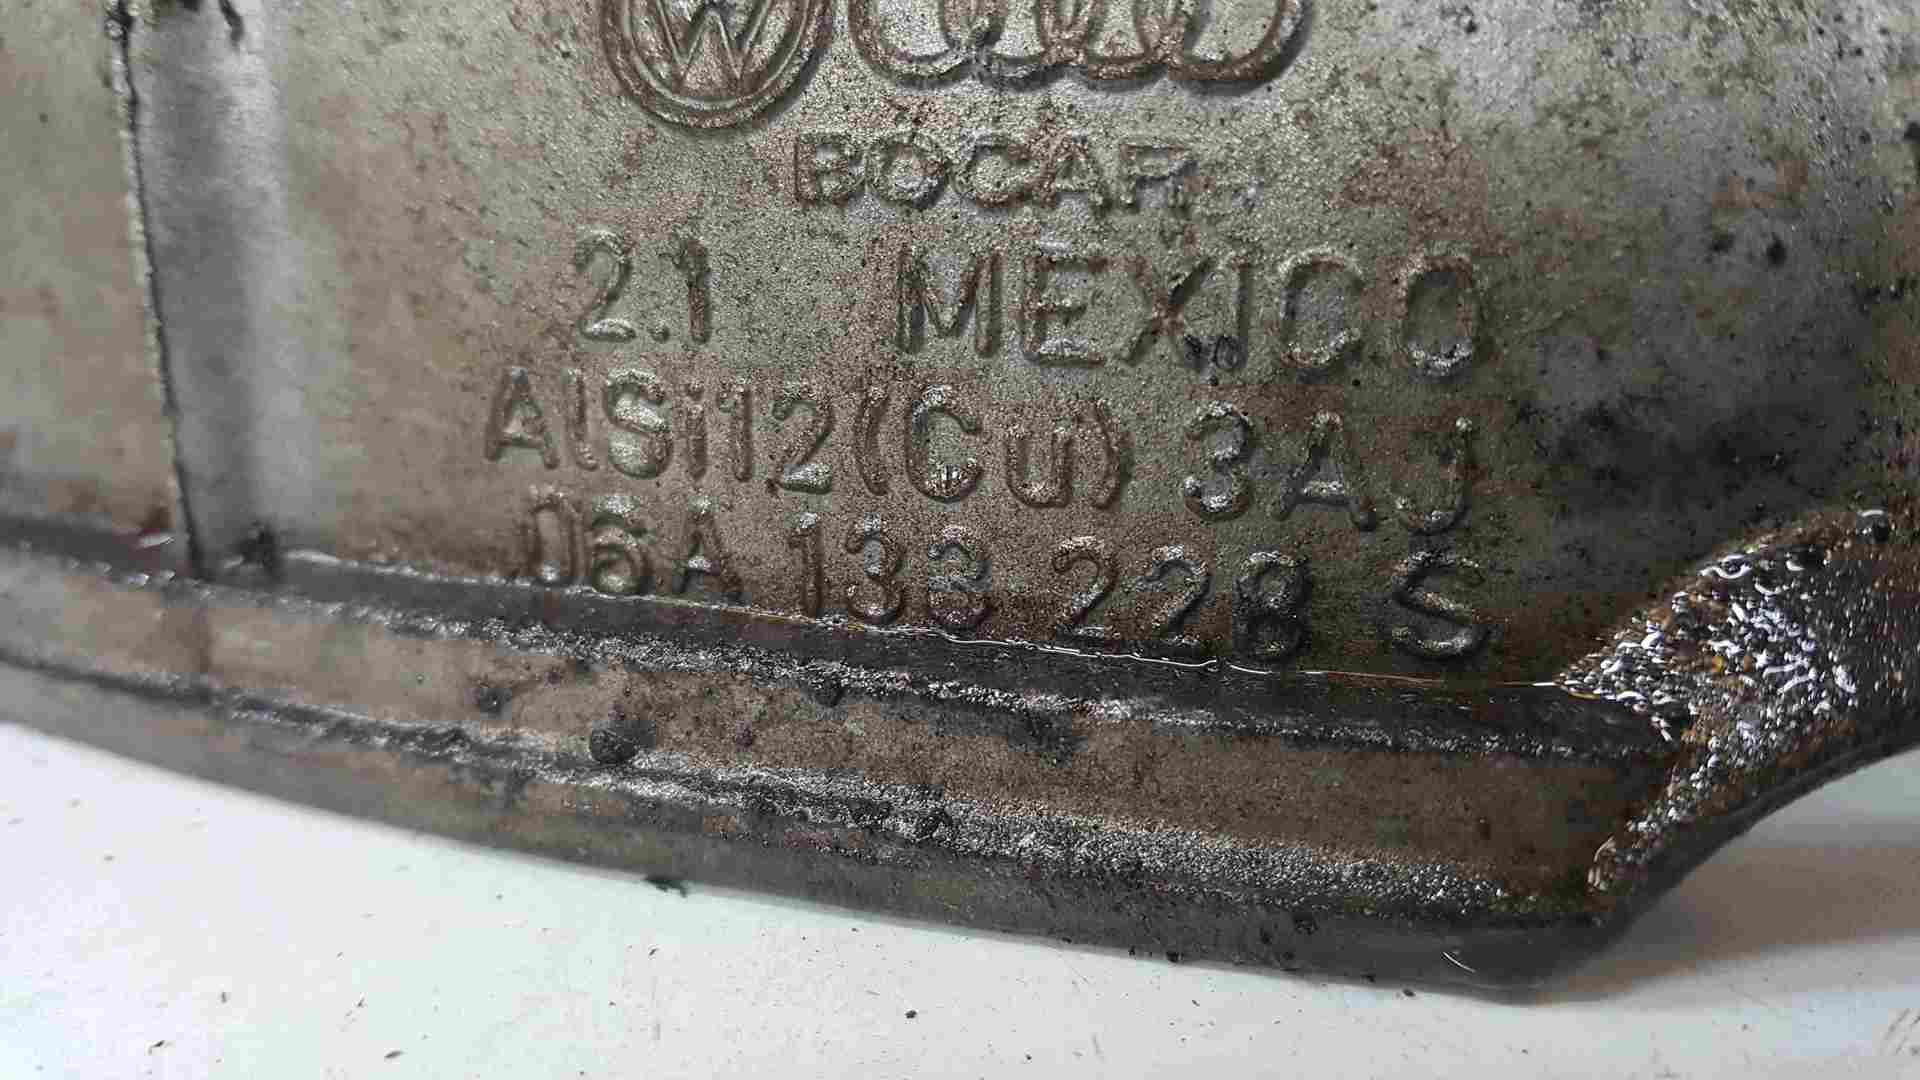 BOCAR
2.1 MEXICO
AlSi12(Cu) 3AJ
06A 133 228 S